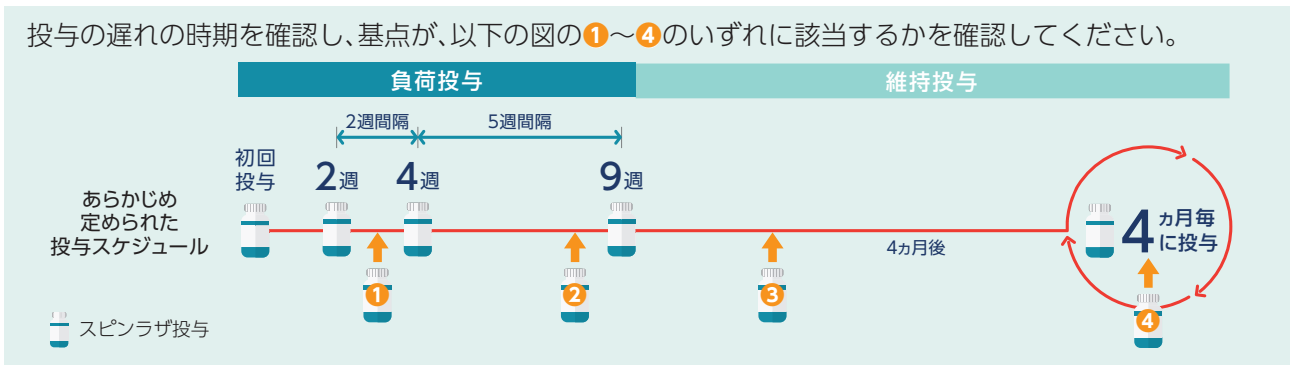 投与の遅れの時期を確認し、基点が、以下の図の❶～❹のいずれに該当するかを確認してください。
負荷投与
維持投与
2週間隔
5週間隔
初回
投与
2週
4週
9週
あらかじめ
定められた
投与スケジュール
4ヵ月後
4ヵ月毎
に投与
❶
❷
❸
❹
スピンラザ投与